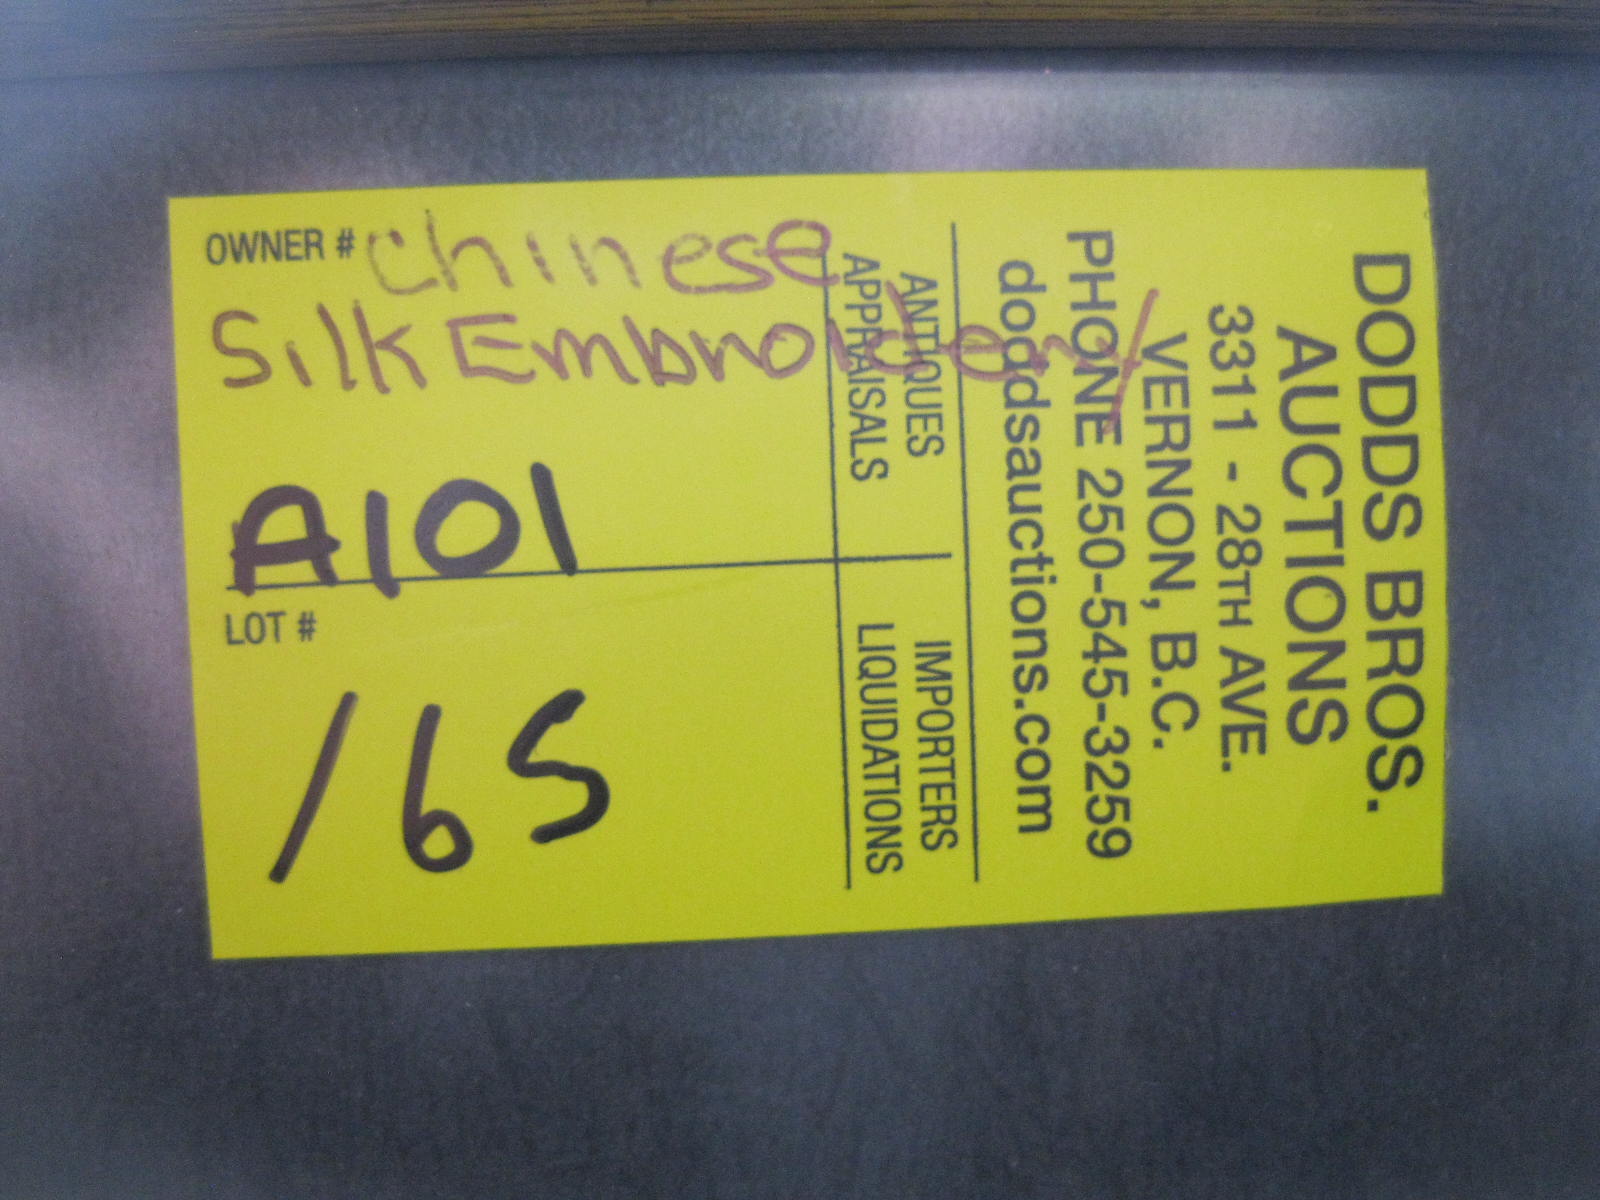 OWNER # Chinese
Silk Embroidery
A101
LOT #
165
DODDS BROS.
AUCTIONS
3311 - 28TH AVE.
VERNON, B.C.
PHONE 250-545-3259
doddsauctions.com
ANTIQUES
APPRAISALS
IMPORTERS
LIQUIDATIONS